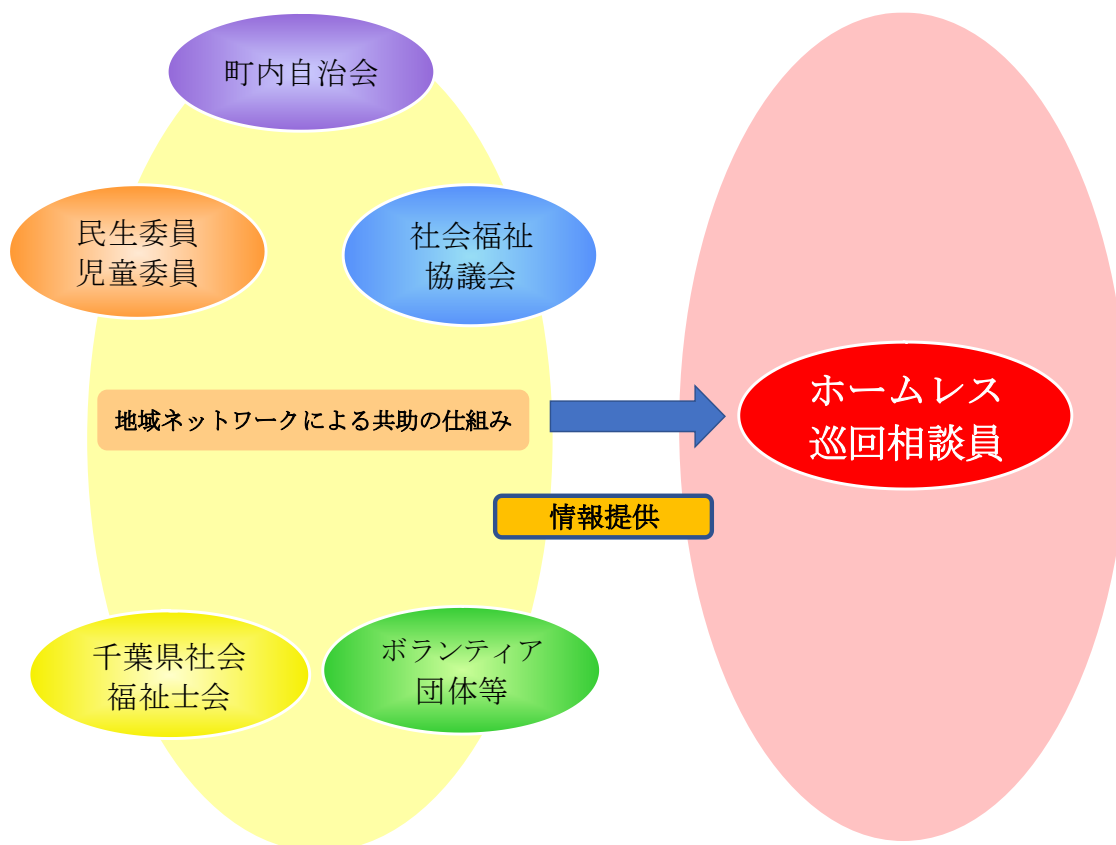 町内自治会
民生委員
児童委員
社会福祉
協議会
地域ネットワークによる共助の仕組み
ホームレス
巡回相談員
情報提供
千葉県社会
福祉士会
ボランティア
団体等